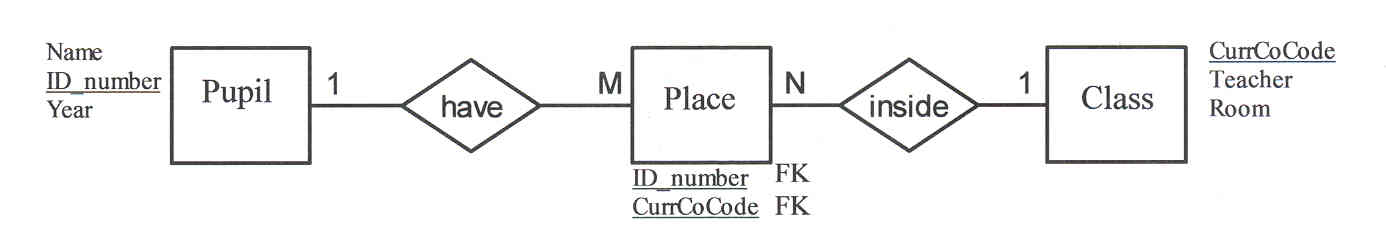 Name
ID_number
Year
Pupil
1
have
M
Place
ID_number FK
CurrCoCode FK
N
inside
1
Class
CurrCoCode
Teacher
Room